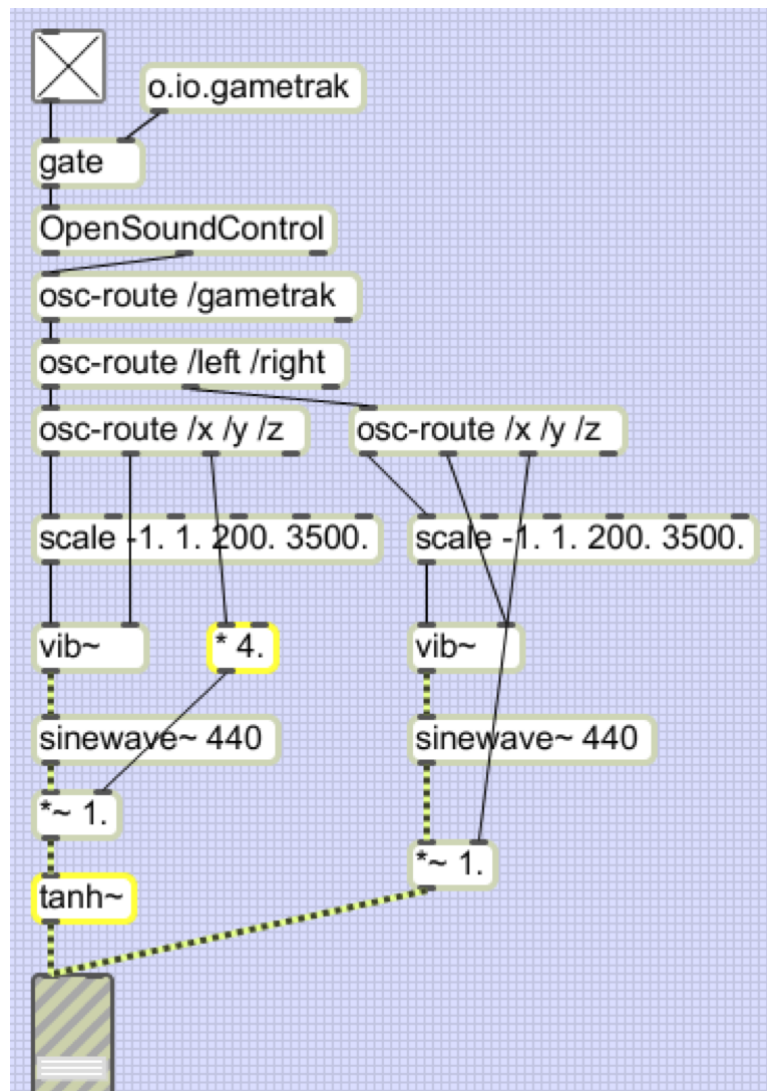 o.io.gametrak
gate
OpenSoundControl
osc-route /gametrak
osc-route /left /right
osc-route /x /y /z
osc-route /x /y /z
scale -1. 1. 200. 3500.
scale -1. 1. 200. 3500.
vib~
* 4.
vib~
sinewave~ 440
sinewave~ 440
*~ 1.
*~ 1.
tanh~